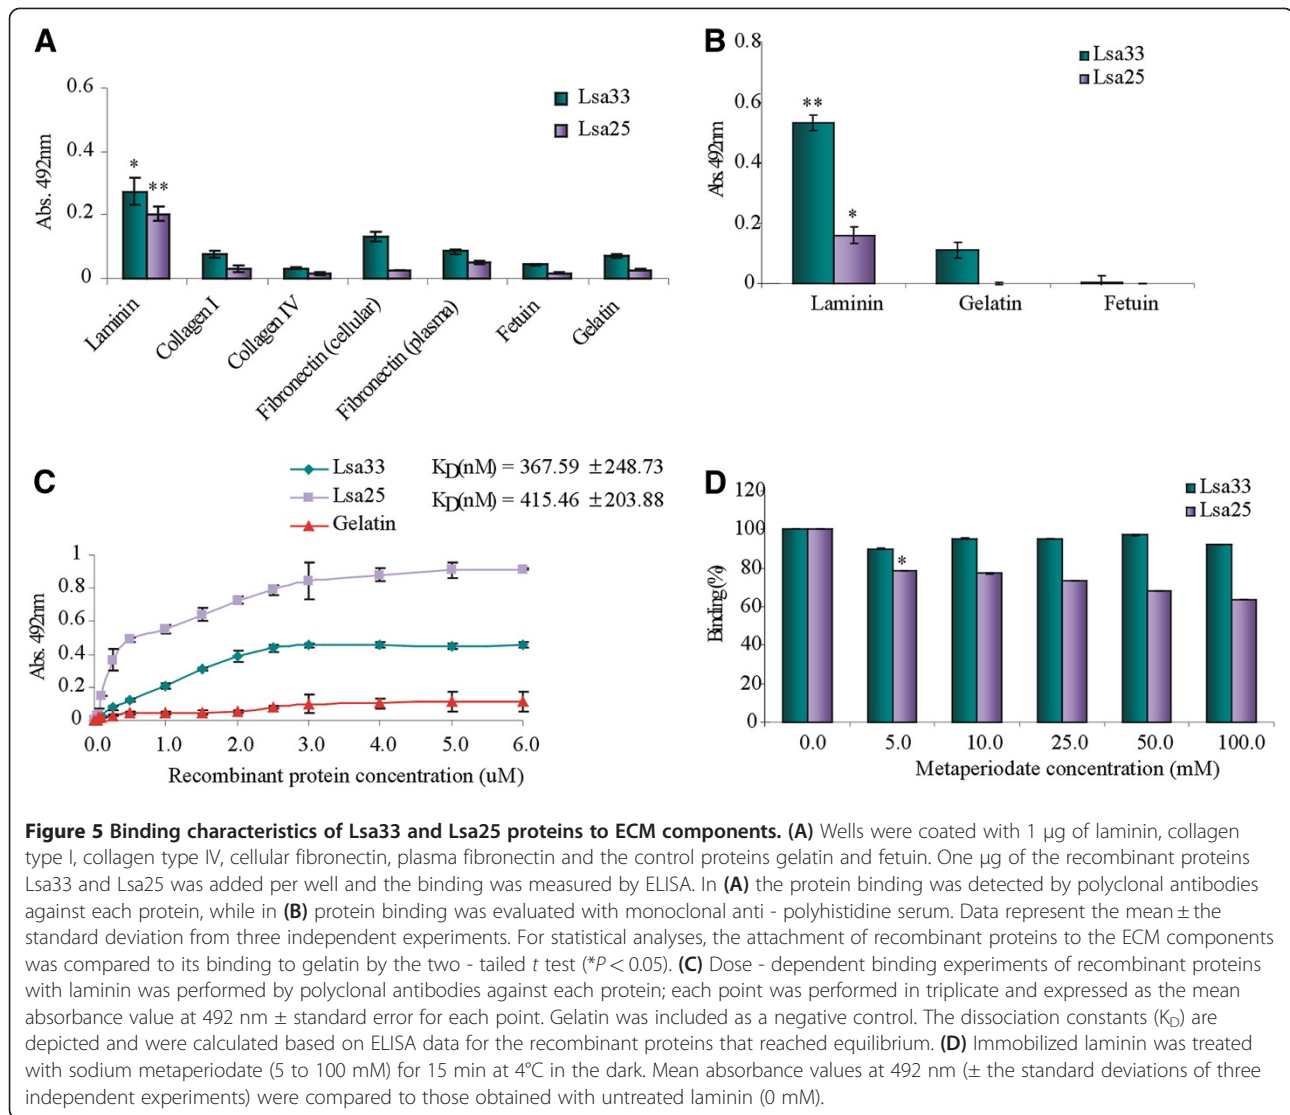 A
0.6
0.4
0.2
0
Abs. 492nm
Lsa33
Lsa25
*
**
Laminin
Collagen I
Collagen IV
Fibronectin (cellular)
Fibronectin (plasma)
Fetuin
Gelatin
B
0.8
0.6
0.4
0.2
0
Abs. 492nm
Lsa33
Lsa25
**
*
Laminin
Gelatin
Fetuin
C
Lsa33 KD(nM) = 367.59 ±248.73
Lsa25 KD(nM) = 415.46 ±203.88
Gelatin
1
0.8
0.6
0.4
0.2
0
Abs. 492nm
0.0 1.0 2.0 3.0 4.0 5.0 6.0
Recombinant protein concentration (uM)
D
120
100
80
60
40
20
0
Binding (%)
Lsa33
Lsa25
*
0.0 5.0 10.0 25.0 50.0 100.0
Metaperiodate concentration (mM)
Figure 5 Binding characteristics of Lsa33 and Lsa25 proteins to ECM components. (A) Wells were coated with 1 μg of laminin, collagen
type I, collagen type IV, cellular fibronectin, plasma fibronectin and the control proteins gelatin and fetuin. One μg of the recombinant proteins
Lsa33 and Lsa25 was added per well and the binding was measured by ELISA. In (A) the protein binding was detected by polyclonal antibodies
against each protein, while in (B) protein binding was evaluated with monoclonal anti - polyhistidine serum. Data represent the mean ± the
standard deviation from three independent experiments. For statistical analyses, the attachment of recombinant proteins to the ECM components
was compared to its binding to gelatin by the two - tailed t test (*P < 0.05). (C) Dose - dependent binding experiments of recombinant proteins
with laminin was performed by polyclonal antibodies against each protein; each point was performed in triplicate and expressed as the mean
absorbance value at 492 nm ± standard error for each point. Gelatin was included as a negative control. The dissociation constants (KD) are
depicted and were calculated based on ELISA data for the recombinant proteins that reached equilibrium. (D) Immobilized laminin was treated
with sodium metaperiodate (5 to 100 mM) for 15 min at 4°C in the dark. Mean absorbance values at 492 nm (± the standard deviations of three
independent experiments) were compared to those obtained with untreated laminin (0 mM).